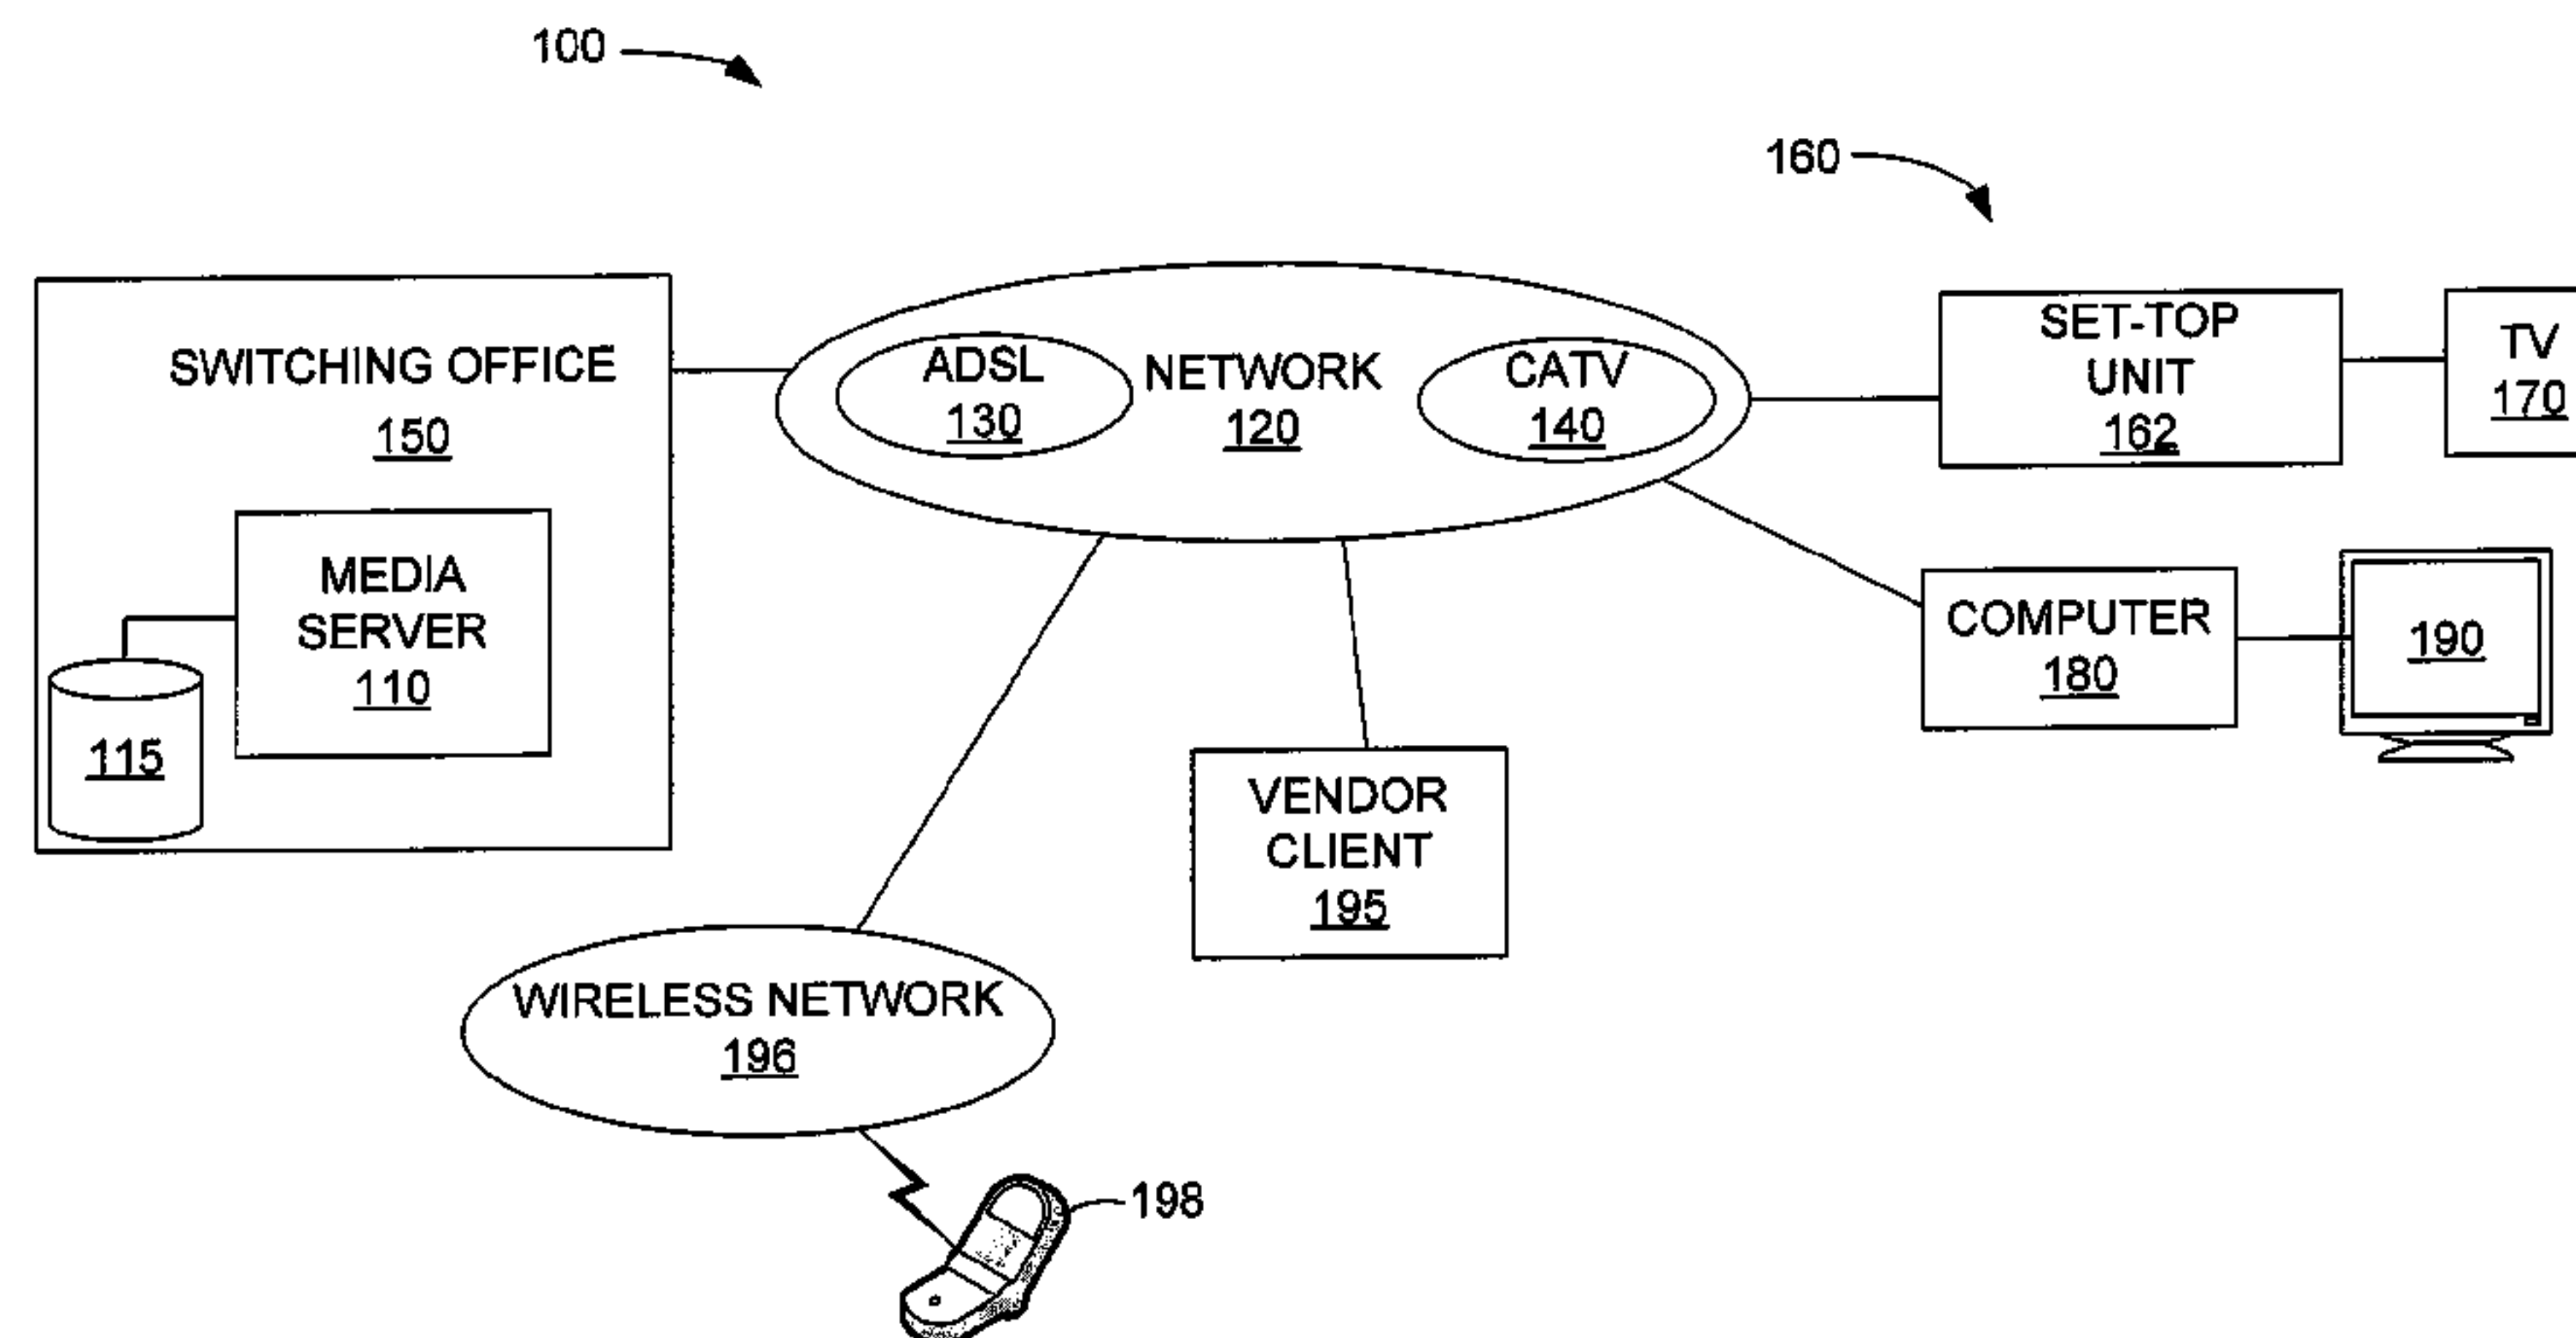 100
160
SWITCHING OFFICE
150
MEDIA
SERVER
110
115
ADSL
130
NETWORK
120
CATV
140
SET-TOP
UNIT
162
TV
170
COMPUTER
180
190
VENDOR
CLIENT
195
WIRELESS NETWORK
196
198